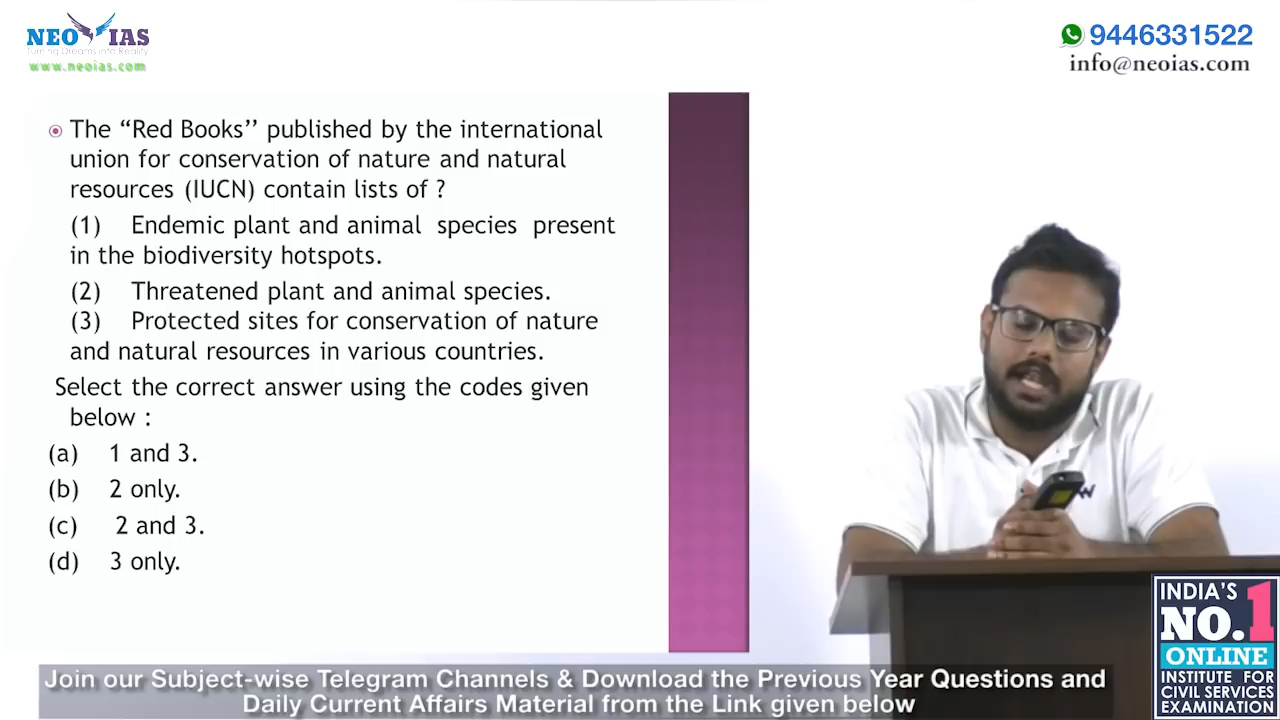 NEO IAS
Turning Dreams into Reality
www.neoias.com
9446331522
info@neoias.com
The “Red Books’’ published by the international
union for conservation of nature and natural
resources (IUCN) contain lists of ?
(1) Endemic plant and animal species present
in the biodiversity hotspots.
(2) Threatened plant and animal species.
(3) Protected sites for conservation of nature
and natural resources in various countries.
Select the correct answer using the codes given
below :
(a) 1 and 3.
(b) 2 only.
(c) 2 and 3.
(d) 3 only.
INDIA'S
NO.1
ONLINE
INSTITUTE FOR
CIVIL SERVICES
EXAMINATION
Join our Subject-wise Telegram Channels & Download the Previous Year Questions and
Daily Current Affairs Material from the Link given below